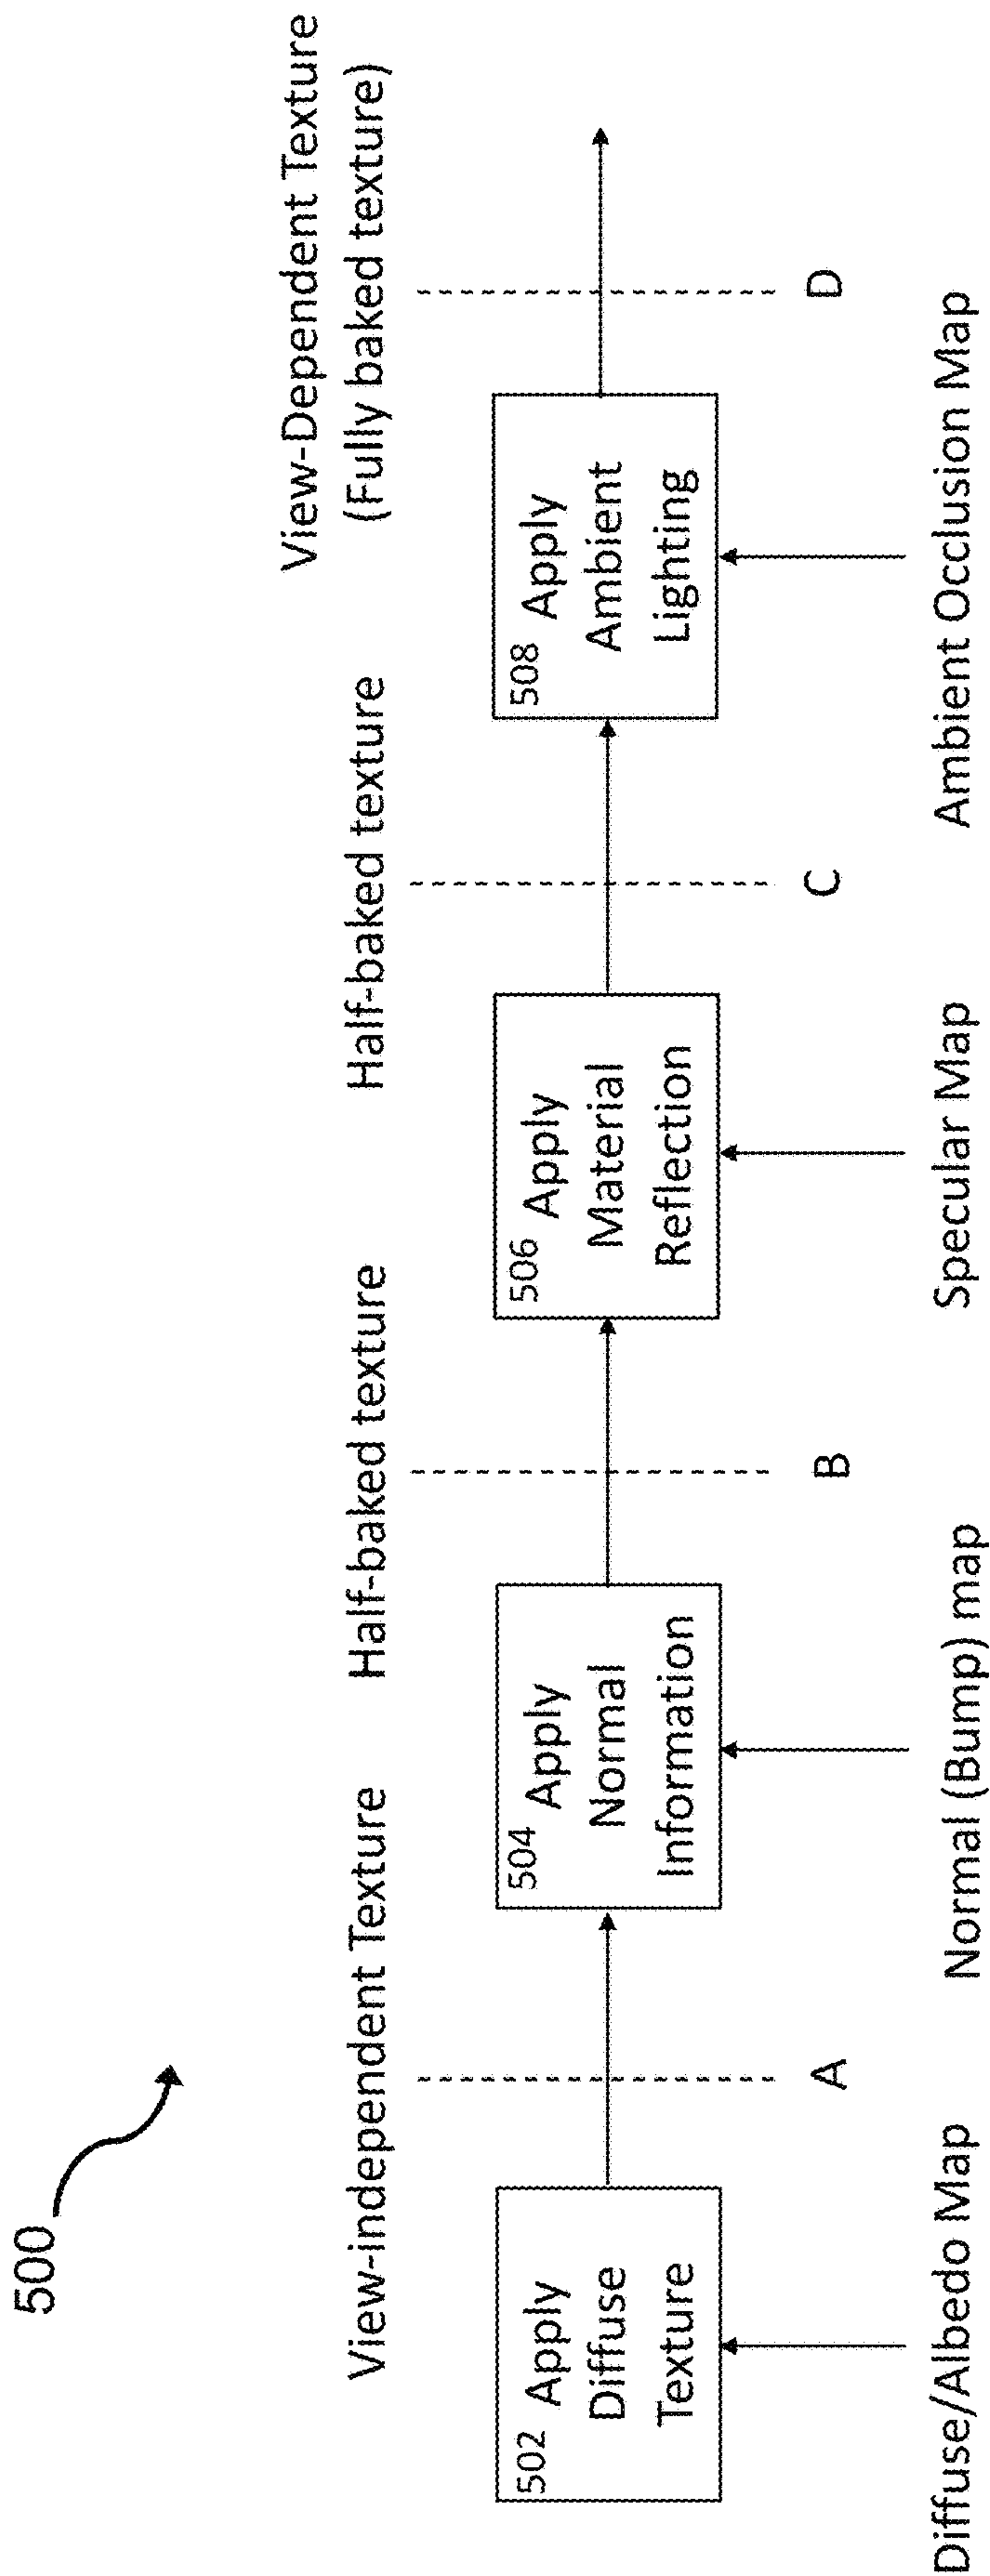 500
View-independent Texture
Half-baked texture
Half-baked texture
View-Dependent Texture
(Fully baked texture)
502 Apply
Diffuse
Texture
504 Apply
Normal
Information
506 Apply
Material
Reflection
508 Apply
Ambient
Lighting
A
B
C
D
Diffuse/Albedo Map
Normal (Bump) map
Specular Map
Ambient Occlusion Map